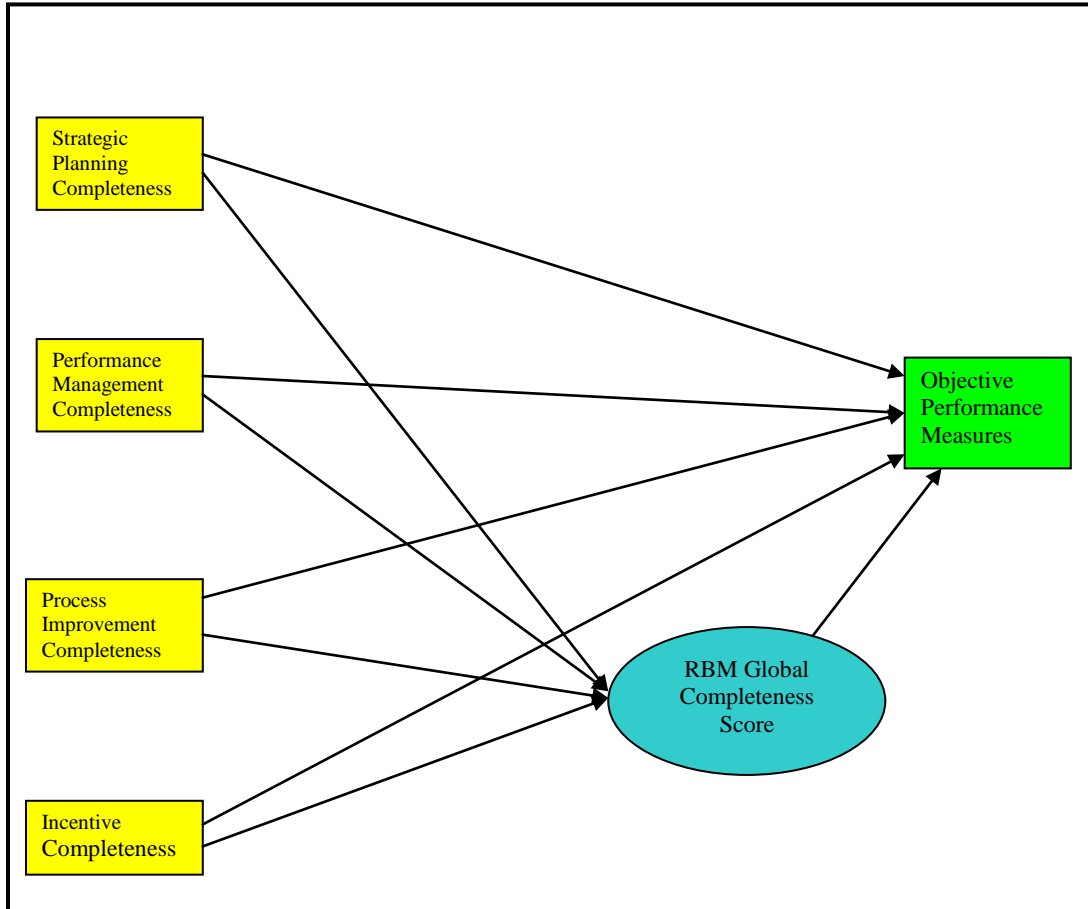 Strategic
Planning
Completeness
Performance
Management
Completeness
Objective
Performance
Measures
Process
Improvement
Completeness
RBM Global
Completeness
Score
Incentive
Completeness